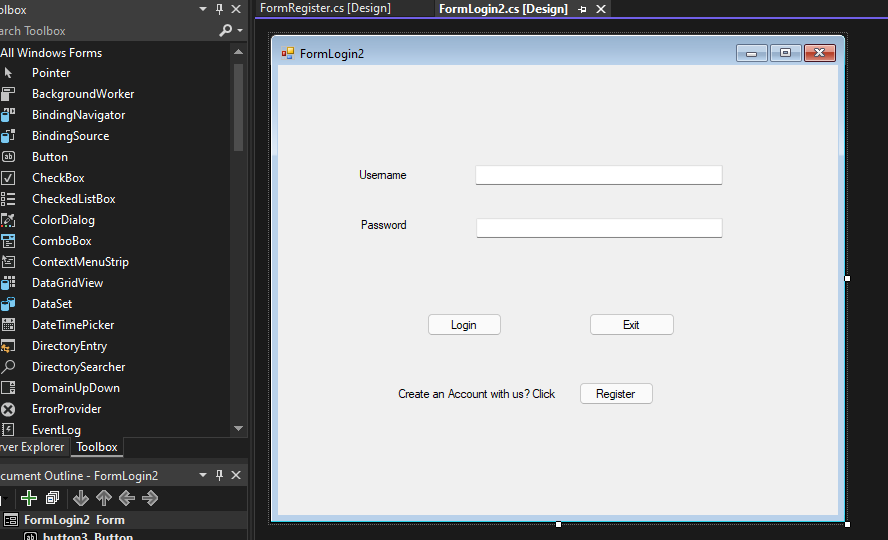 olbox
arch Toolbox
All Windows Forms
Pointer
BackgroundWorker
BindingNavigator
BindingSource
Button
CheckBox
CheckedListBox
ColorDialog
ComboBox
ContextMenuStrip
DataGridView
DataSet
DateTimePicker
DirectoryEntry
DirectorySearcher
DomainUpDown
ErrorProvider
EventLog
rver Explorer
Toolbox
cument Outline - FormLogin2
FormLogin2 Form
button3 Button
FormRegister.cs [Design]
FormLogin2.cs [Design]
FormLogin2
Username
Password
Login
Exit
Create an Account with us? Click
Register